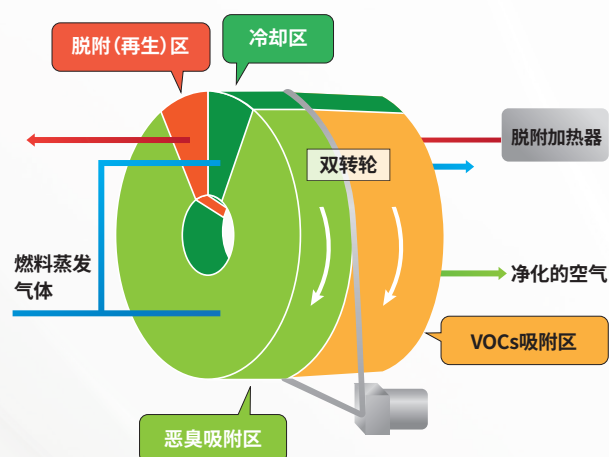 脱附(再生)区
冷却区
脱附加热器
双转轮
燃料蒸发
气体
净化的空气
VOCs吸附区
恶臭吸附区